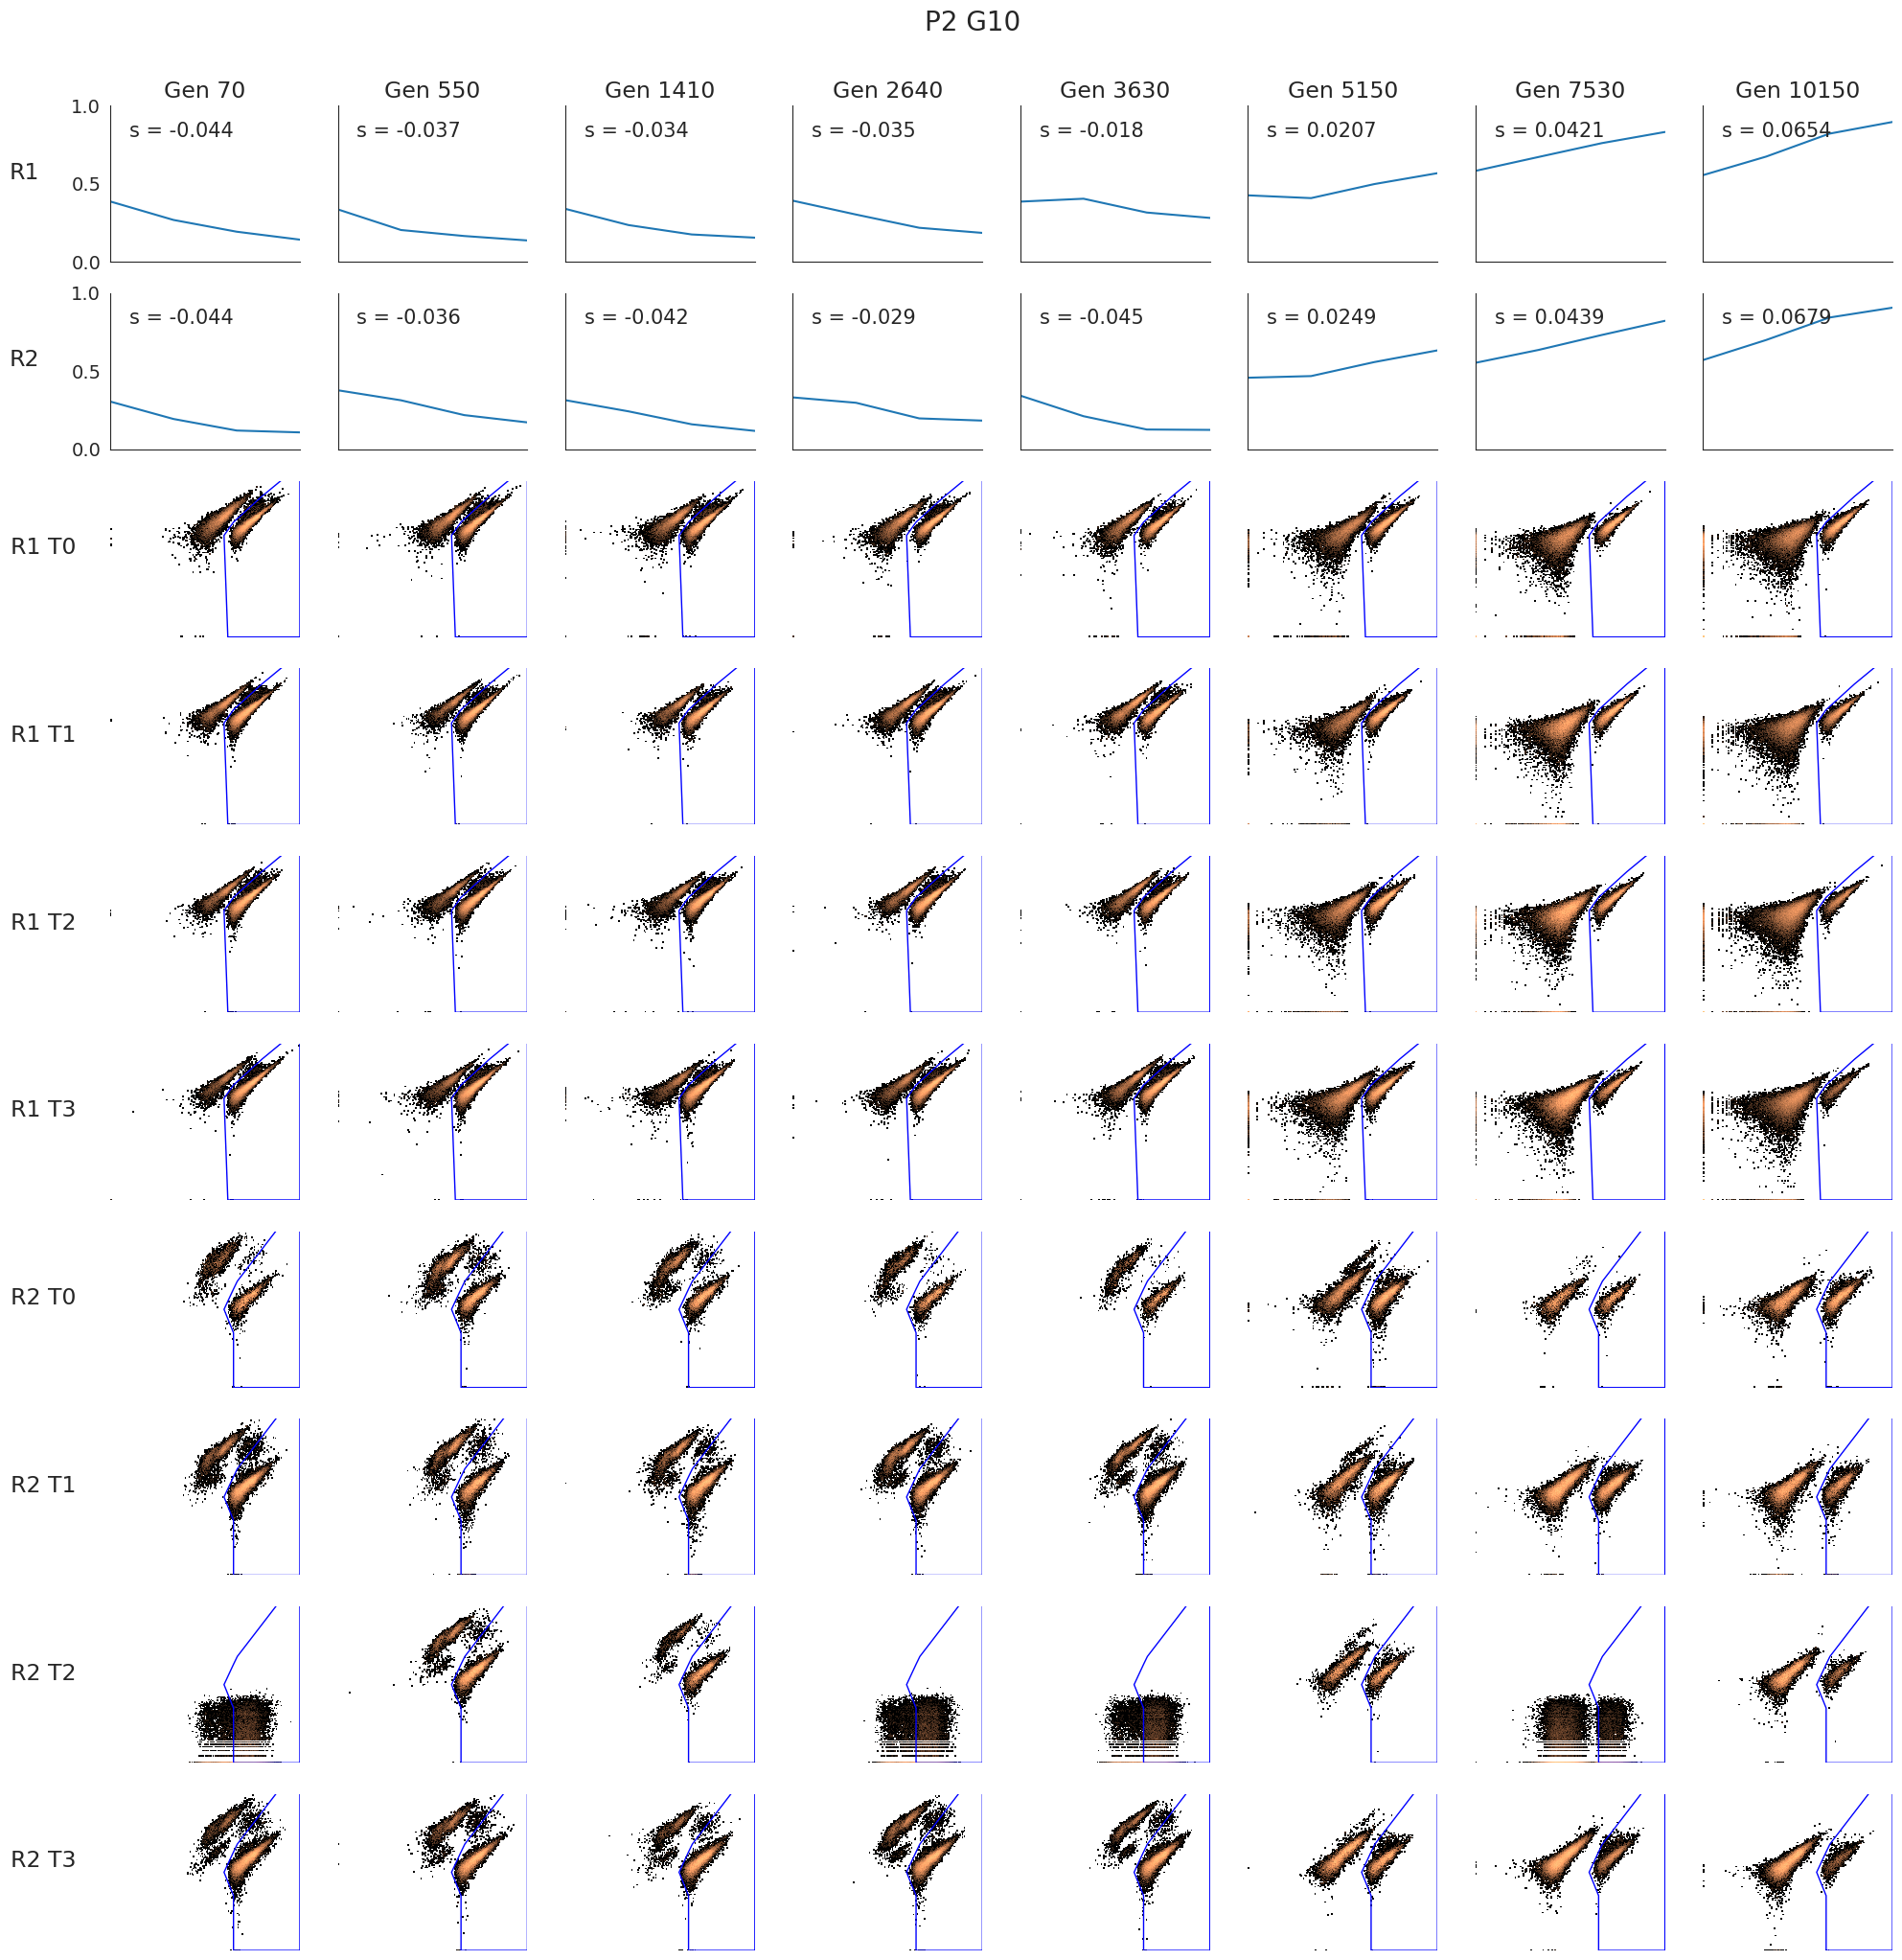 P2 G10
Gen 70 Gen 550 Gen 1410 Gen 2640 Gen 3630 Gen 5150 Gen 7530 Gen 10150
1.0
s = -0.044 s = -0.037 s = -0.034 s = -0.035 s = -0.018 s = 0.0207 s = 0.0421 s = 0.0654
R1
0.5
0.0
1.0
s = -0.044 s = -0.036 s = -0.042 s = -0.029 s = -0.045 s = 0.0249 s = 0.0439 s = 0.0679
R2
0.5
0.0
R1 T0
R1 T1
R1 T2
R1 T3
R2 T0
R2 T1
R2 T2
R2 T3